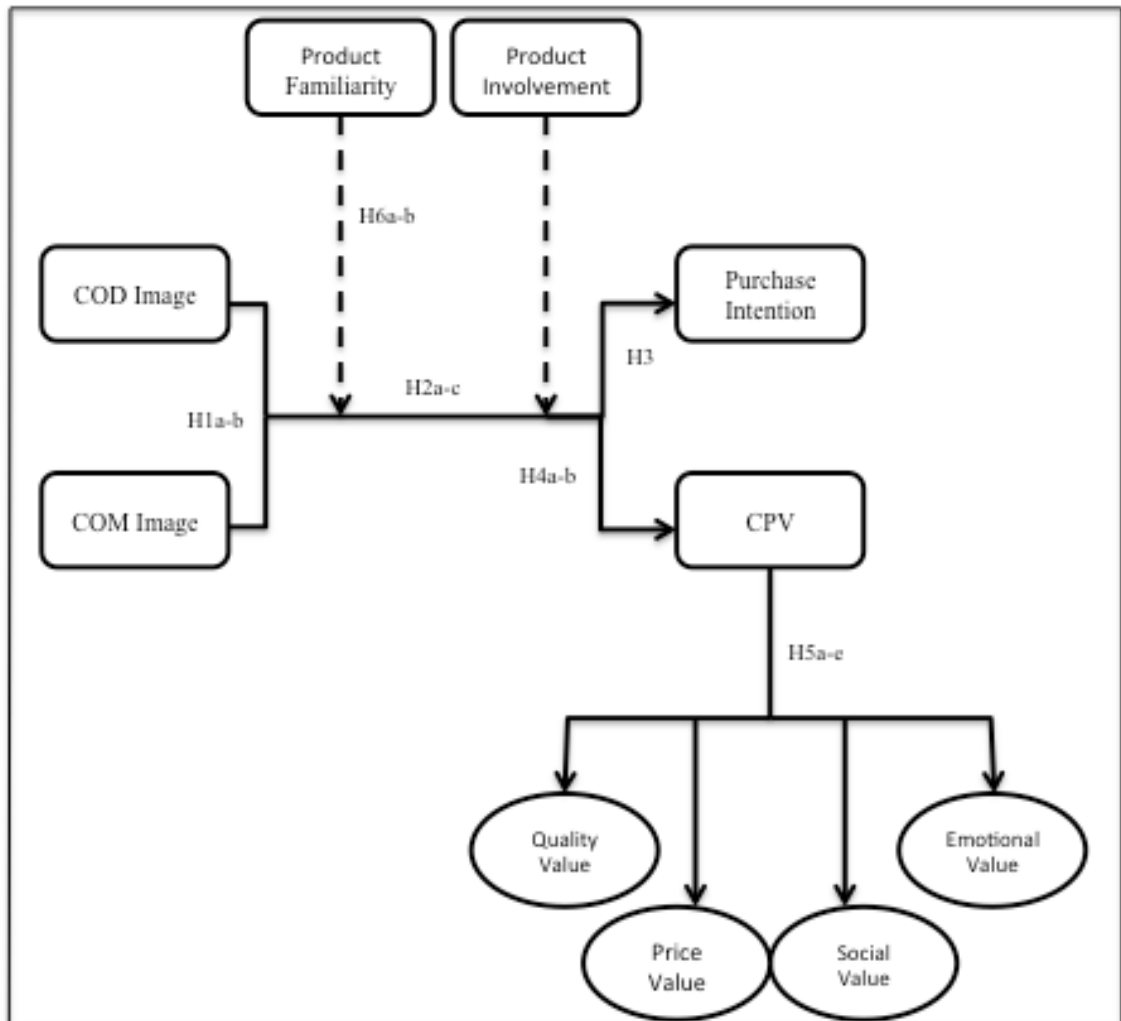 Product
Familiarity
Product
Involvement
H6a-b
COD Image
Purchase
Intention
H3
H2a-c
H1a-b
H4a-b
COM Image
CPV
H5a-e
Quality
Value
Emotional
Value
Price
Value
Social
Value